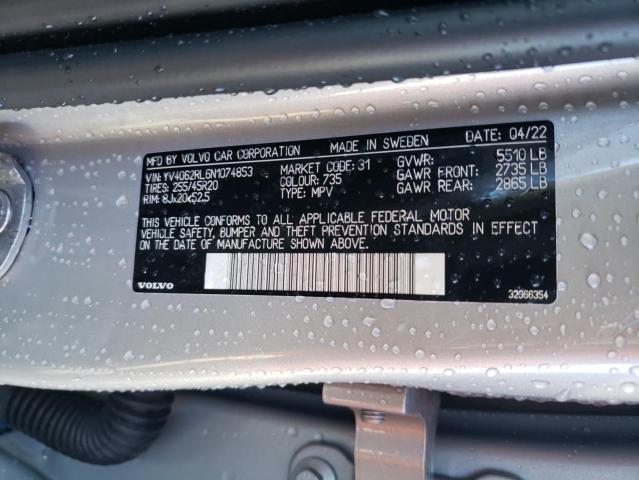 MFD BY VOLVO CAR CORPORATION MADE IN SWEDEN DATE: 04/22
VIN: YV4062RL6N1074853 MARKET CODE: 31 GVWR: 5510 LB
TIRES: 255/45R20 COLOUR: 735 GAWR FRONT: 2735 LB
RIM: 8Jx20x52,5 TYPE: MPV GAWR REAR: 2865 LB
THIS VEHICLE CONFORMS TO ALL APPLICABLE FEDERAL MOTOR
VEHICLE SAFETY, BUMPER AND THEFT PREVENTION STANDARDS IN EFFECT
ON THE DATE OF MANUFACTURE SHOWN ABOVE.
VOLVO 32366354